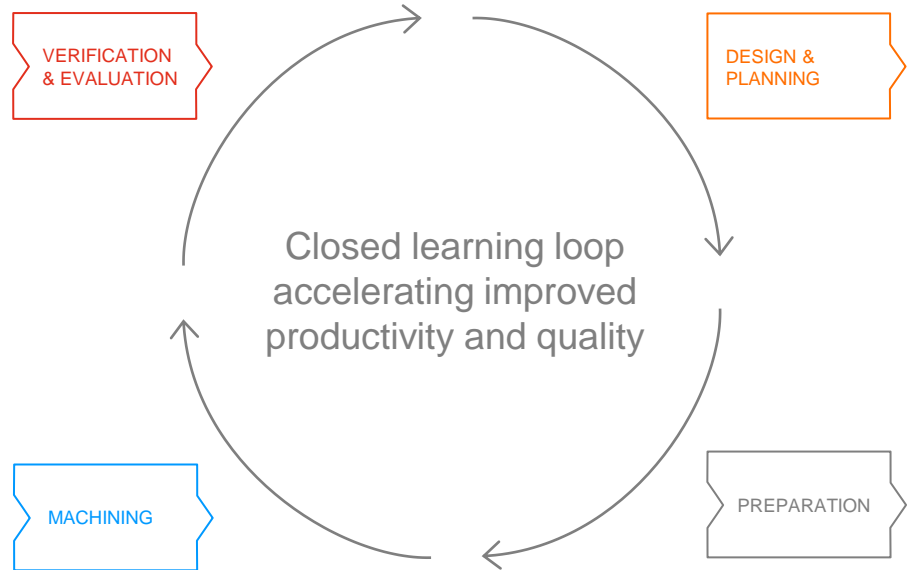 VERIFICATION
& EVALUATION
DESIGN &
PLANNING
Closed learning loop
accelerating improved
productivity and quality
MACHINING
PREPARATION